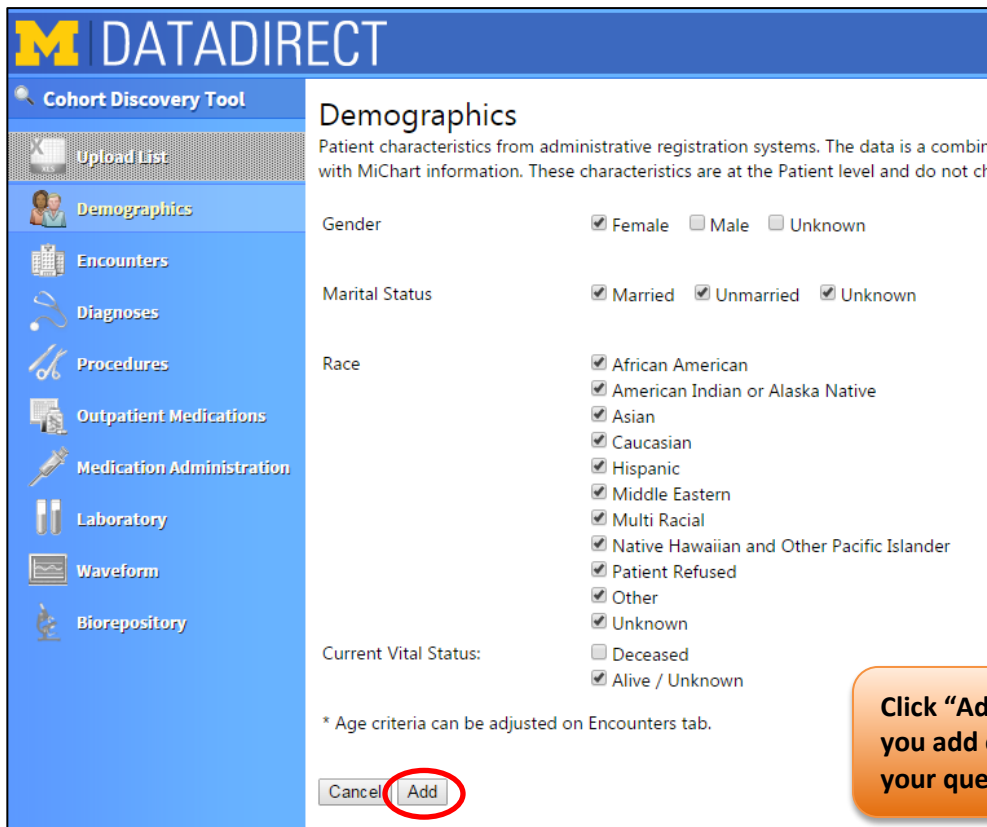 M DATADIRECT
Cohort Discovery Tool
Upload List
Demographics
Encounters
Diagnoses
Procedures
Outpatient Medications
Medication Administration
Laboratory
Waveform
Biorepository
Demographics
Patient characteristics from administrative registration systems. The data is a combin
with MiChart information. These characteristics are at the Patient level and do not ch
Gender Female Male Unknown
Marital Status Married Unmarried Unknown
Race African American
American Indian or Alaska Native
Asian
Caucasian
Hispanic
Middle Eastern
Multi Racial
Native Hawaiian and Other Pacific Islander
Patient Refused
Other
Unknown
Current Vital Status: Deceased
Alive / Unknown
* Age criteria can be adjusted on Encounters tab.
Cancel Add
Click “Ad
you add
your que